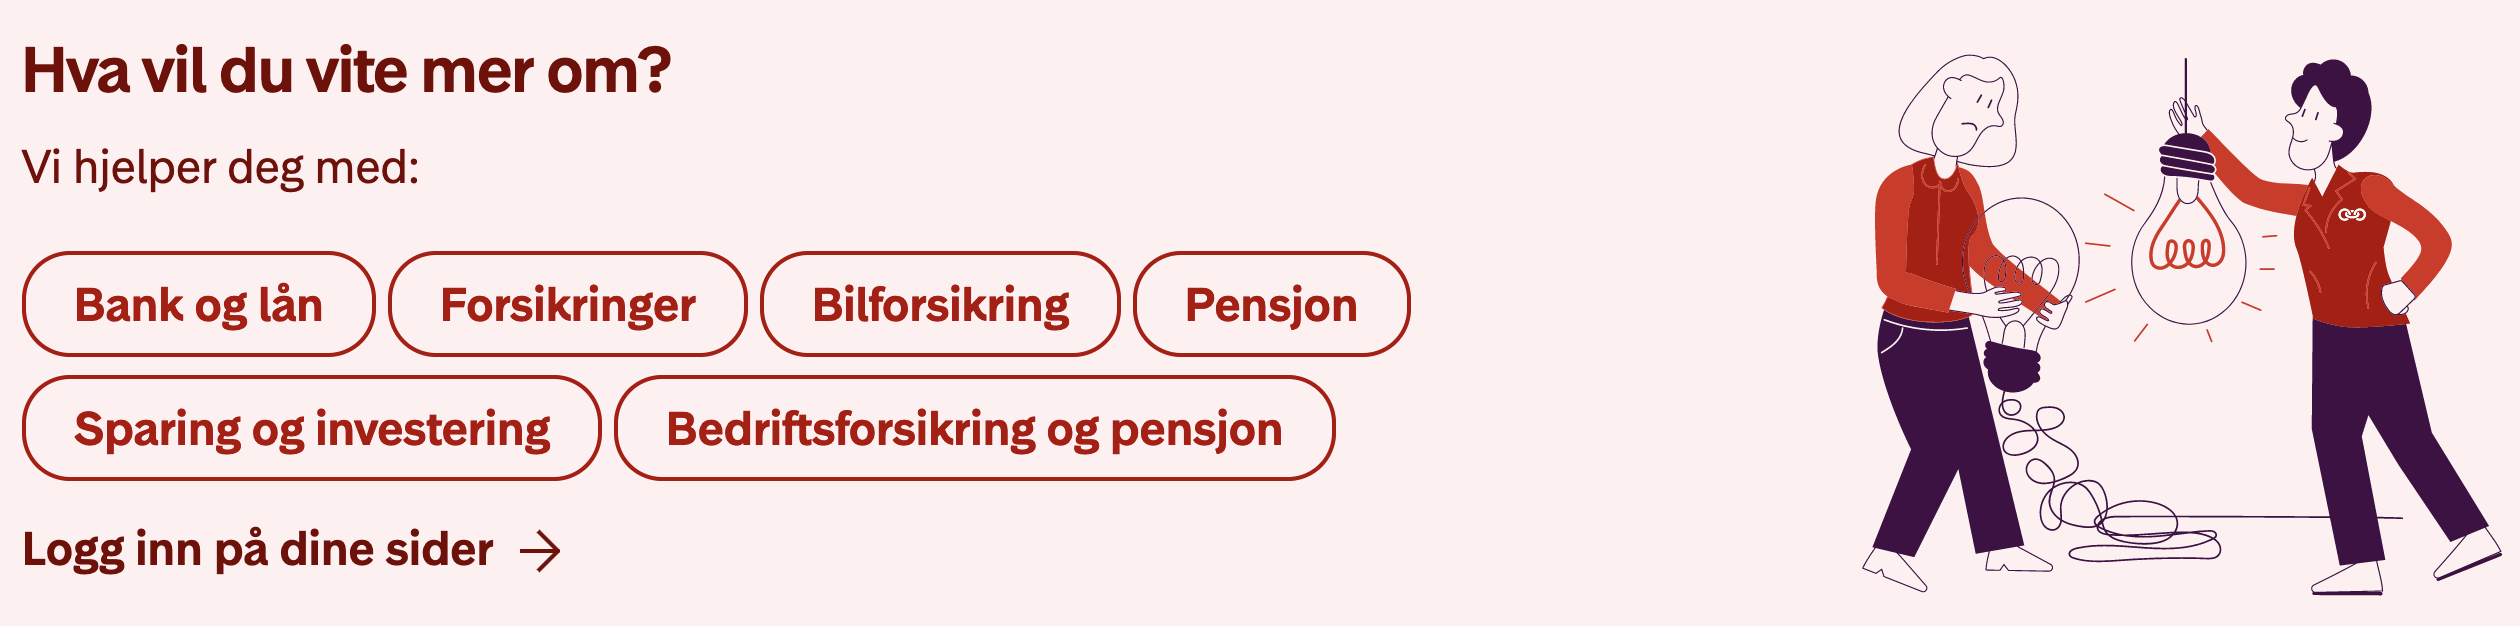 Hva vil du vite mer om?
Vi hjelper deg med:
Bank og lån
Forsikringer
Bilforsikring
Pensjon
Sparing og investering
Bedriftsforsikring og pensjon
Logg inn på dine sider